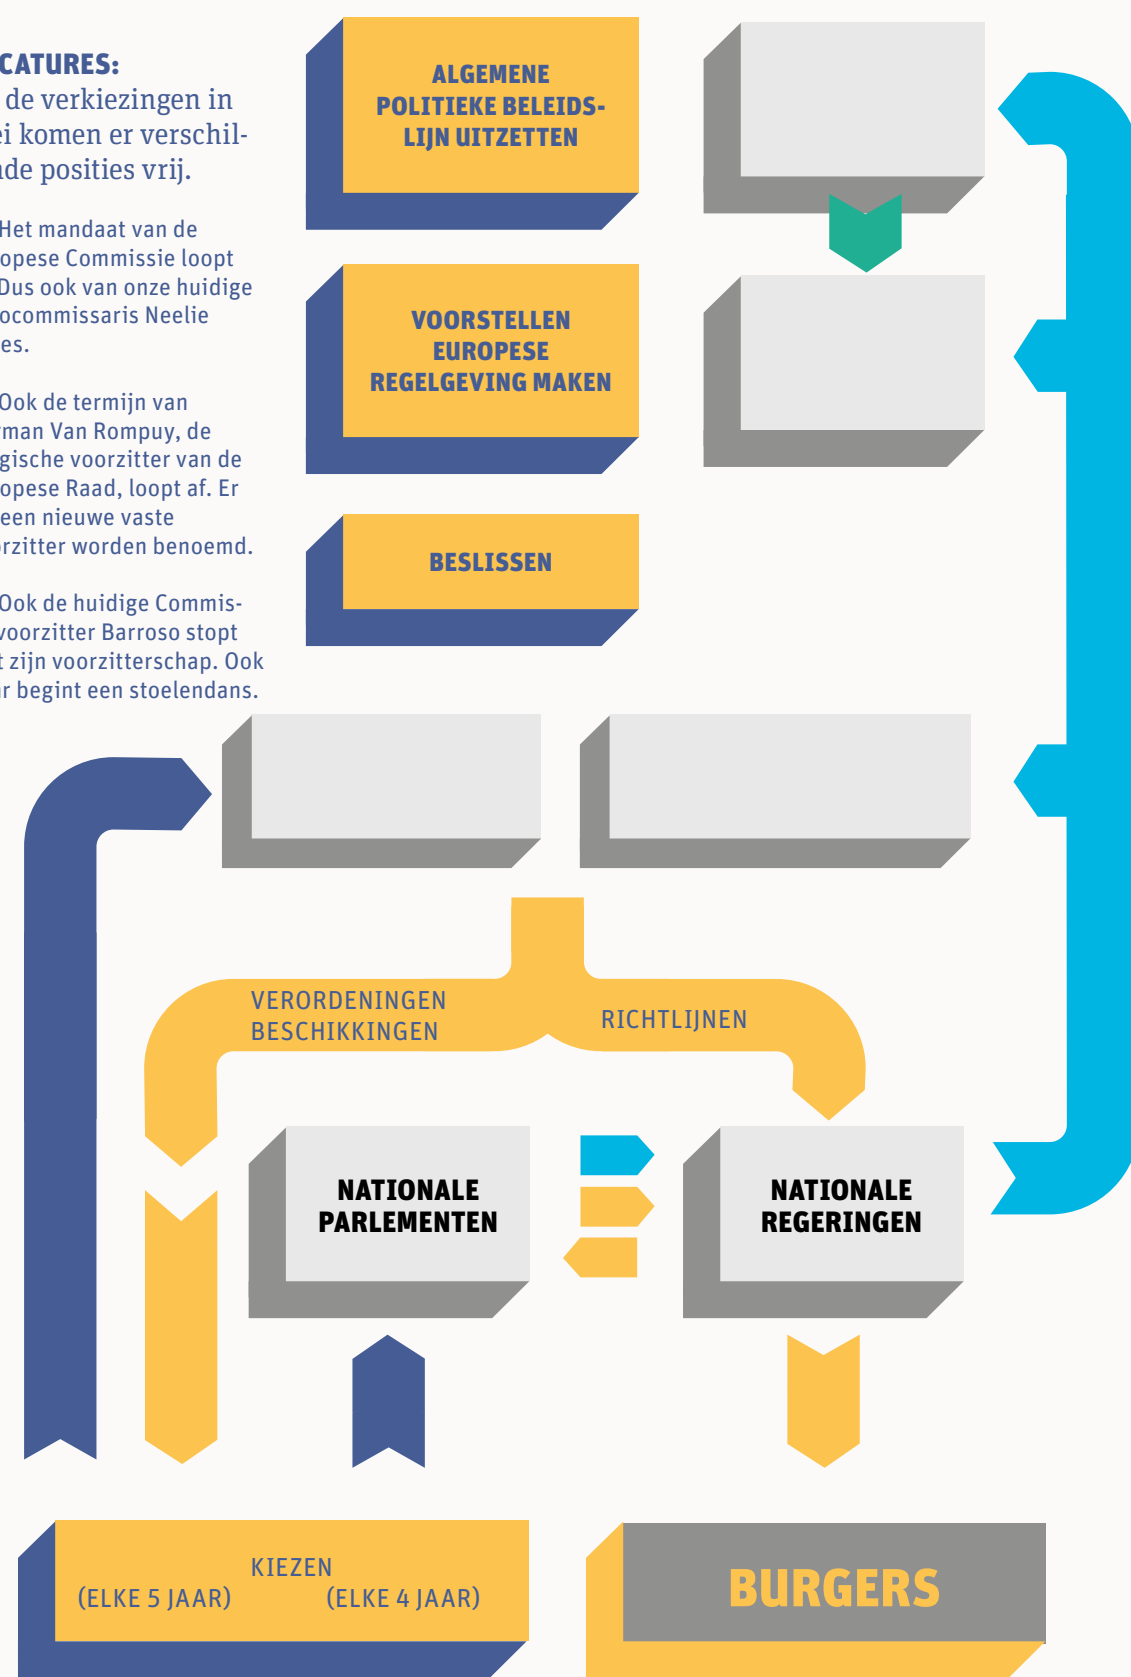 CATURES:
de verkiezingen in
ei komen er verschil-
nde posities vrij.
Het mandaat van de
opese Commissie loopt
Dus ook van onze huidige
ocommissaris Neelie
es.
Ook de termijn van
man Van Rompuy, de
gische voorzitter van de
opese Raad, loopt af. Er
een nieuwe vaste
rzitter worden benoemd.
Ook de huidige Commis-
voorzitter Barroso stopt
t zijn voorzitterschap. Ook
r begint een stoelendans.
ALGEMENE
POLITIEKE BELEIDS-
LIJN UITZETTEN
VOORSTELLEN
EUROPESE
REGELGEVING MAKEN
BESLISSEN
VERORDENINGEN
BESCHIKKINGEN
RICHTLIJNEN
NATIONALE
PARLEMENTEN
NATIONALE
REGERINGEN
KIEZEN
(ELKE 5 JAAR) (ELKE 4 JAAR)
BURGERS